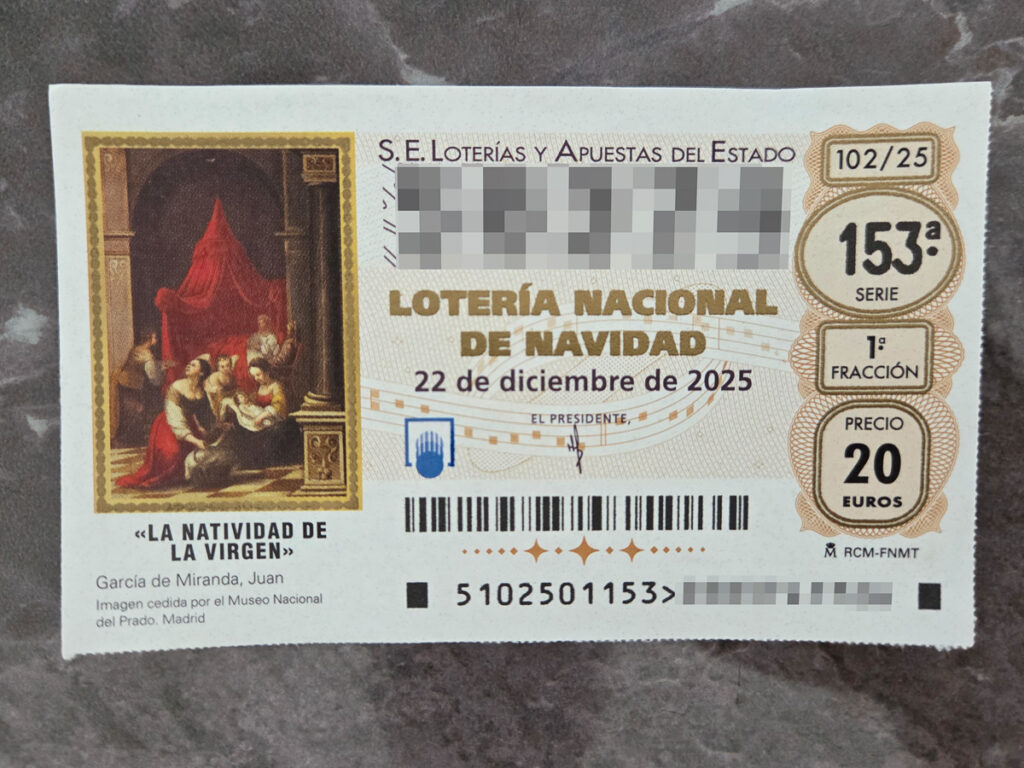 S. E. LOTERÍAS Y APUESTAS DEL ESTADO
102/25
153ª
SERIE
LOTERÍA NACIONAL
DE NAVIDAD
22 de diciembre de 2025
1ª
FRACCIÓN
EL PRESIDENTE,
PRECIO
20
EUROS
«LA NATIVIDAD DE
LA VIRGEN»
García de Miranda, Juan
Imagen cedida por el Museo Nacional
del Prado. Madrid
RCM-FNMT
5102501153>